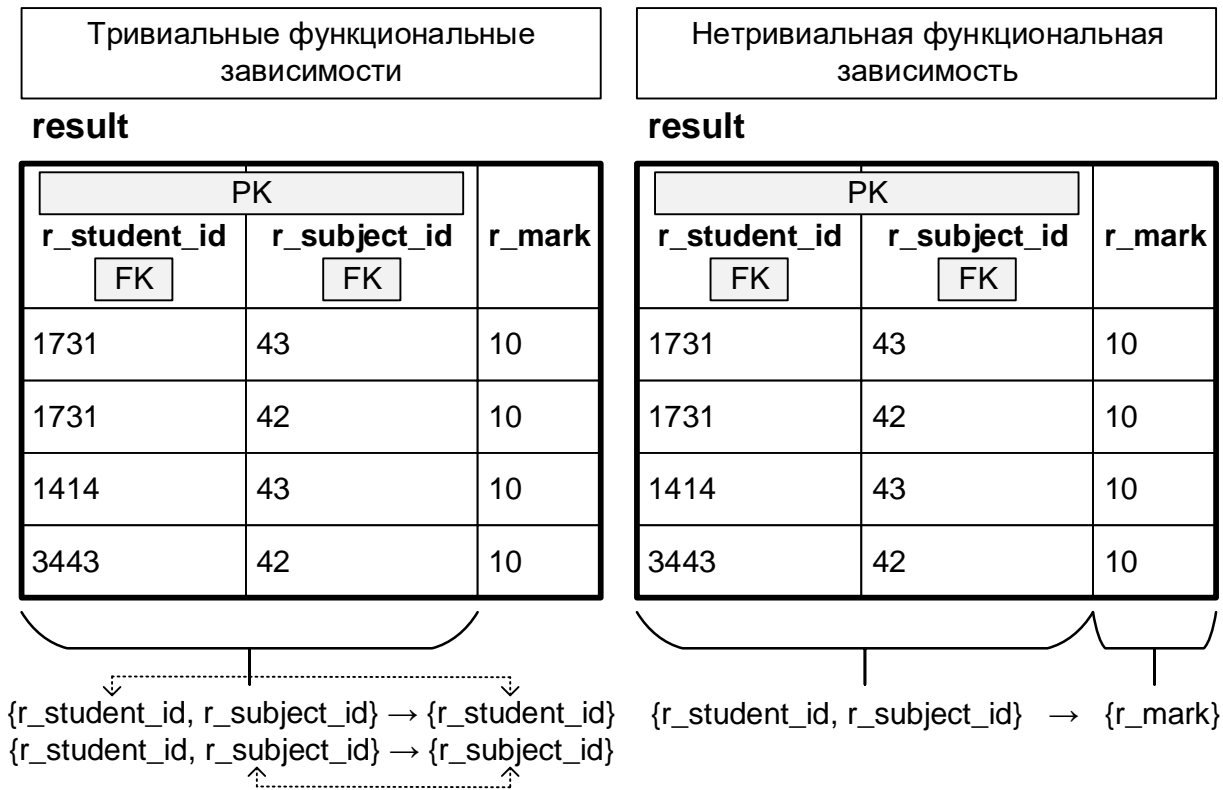 Тривиальные функциональные
зависимости
result
PK
r_student_id r_subject_id r_mark
FK FK
1731 43 10
1731 42 10
1414 43 10
3443 42 10
{r_student_id, r_subject_id} → {r_student_id}
{r_student_id, r_subject_id} → {r_subject_id}
Нетривиальная функциональная
зависимость
result
PK
r_student_id r_subject_id r_mark
FK FK
1731 43 10
1731 42 10
1414 43 10
3443 42 10
{r_student_id, r_subject_id} → {r_mark}